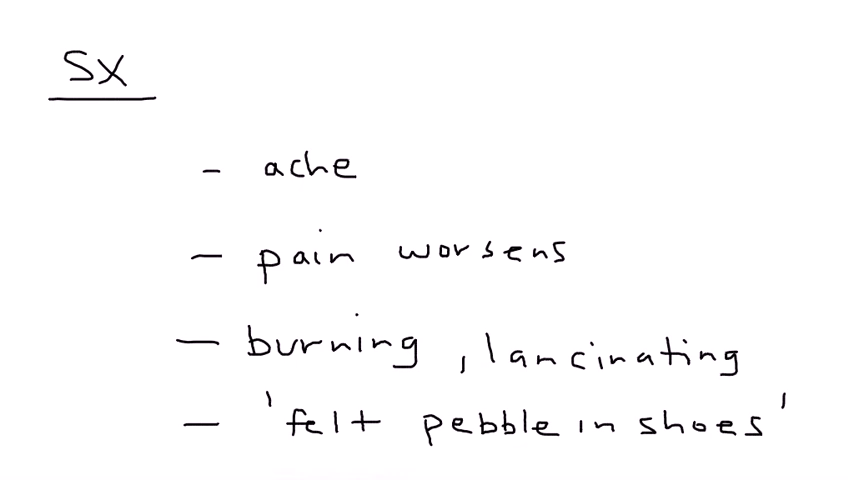 Sx
- ache
- pain worsens
- burning, lancinating
- 'felt pebble in shoes'